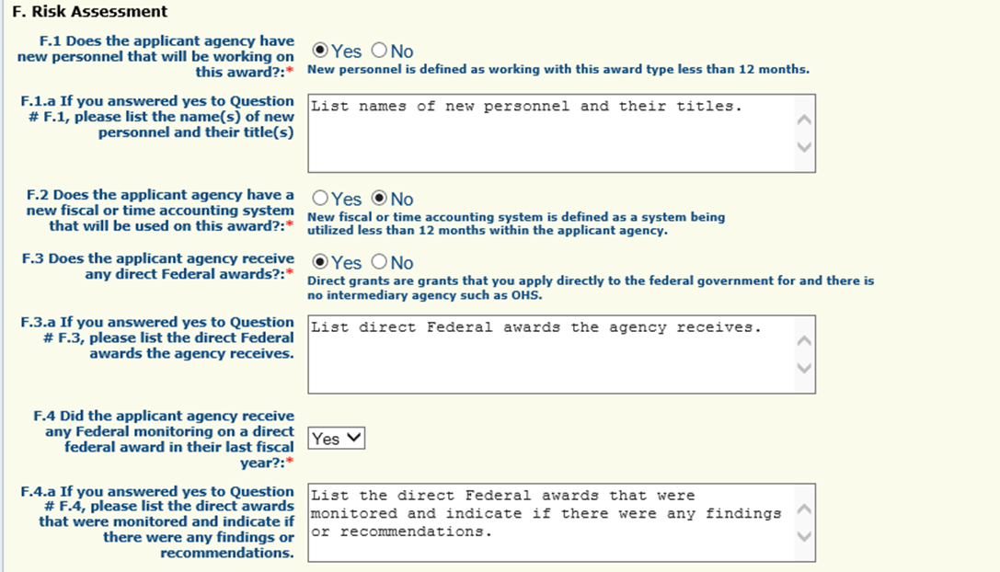 F. Risk Assessment
F.1 Does the applicant agency have
new personnel that will be working on
this award?:*
Yes No
New personnel is defined as working with this award type less than 12 months.
F.1.a If you answered yes to Question
# F.1, please list the name(s) of new
personnel and their title(s)
List names of new personnel and their titles.
F.2 Does the applicant agency have a
new fiscal or time accounting system
that will be used on this award?:*
Yes No
New fiscal or time accounting system is defined as a system being
utilized less than 12 months within the applicant agency.
F.3 Does the applicant agency receive
any direct Federal awards?:*
Yes No
Direct grants are grants that you apply directly to the federal government for and there is
no intermediary agency such as OHS.
F.3.a If you answered yes to Question
# F.3, please list the direct Federal
awards the agency receives.
List direct Federal awards the agency receives.
F.4 Did the applicant agency receive
any Federal monitoring on a direct
federal award in their last fiscal
year?:*
Yes
F.4.a If you answered yes to Question
# F.4, please list the direct awards
that were monitored and indicate if
there were any findings or
recommendations.
List the direct Federal awards that were
monitored and indicate if there were any findings
or recommendations.